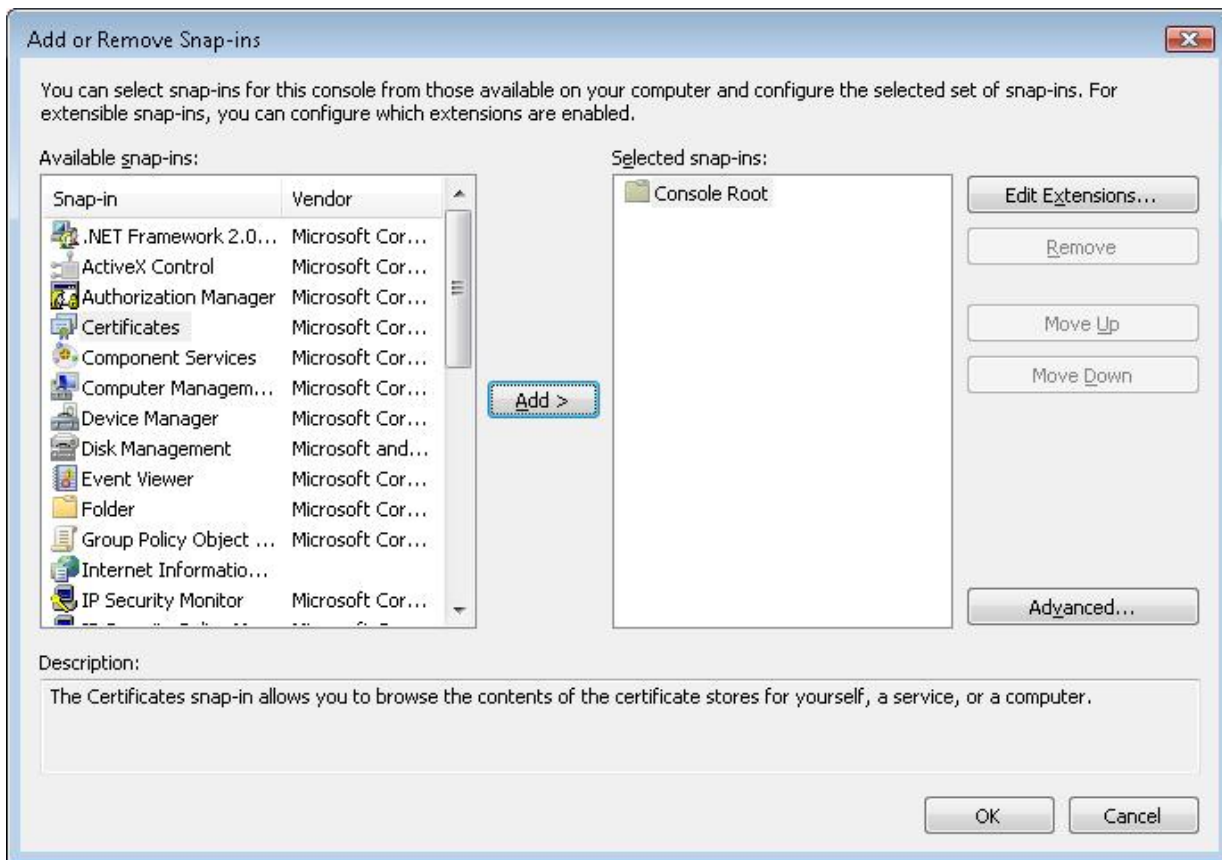 Add or Remove Snap-ins
You can select snap-ins for this console from those available on your computer and configure the selected set of snap-ins. For
extensible snap-ins, you can configure which extensions are enabled.
Available snap-ins:
Selected snap-ins:
Snap-in Vendor
.NET Framework 2.0... Microsoft Cor...
ActiveX Control Microsoft Cor...
Authorization Manager Microsoft Cor...
Certificates Microsoft Cor...
Component Services Microsoft Cor...
Computer Managem... Microsoft Cor...
Device Manager Microsoft Cor...
Disk Management Microsoft and...
Event Viewer Microsoft Cor...
Folder Microsoft Cor...
Group Policy Object ... Microsoft Cor...
Internet Informatio...
IP Security Monitor Microsoft Cor...
Add >
Console Root
Edit Extensions...
Remove
Move Up
Move Down
Advanced...
Description:
The Certificates snap-in allows you to browse the contents of the certificate stores for yourself, a service, or a computer.
OK Cancel